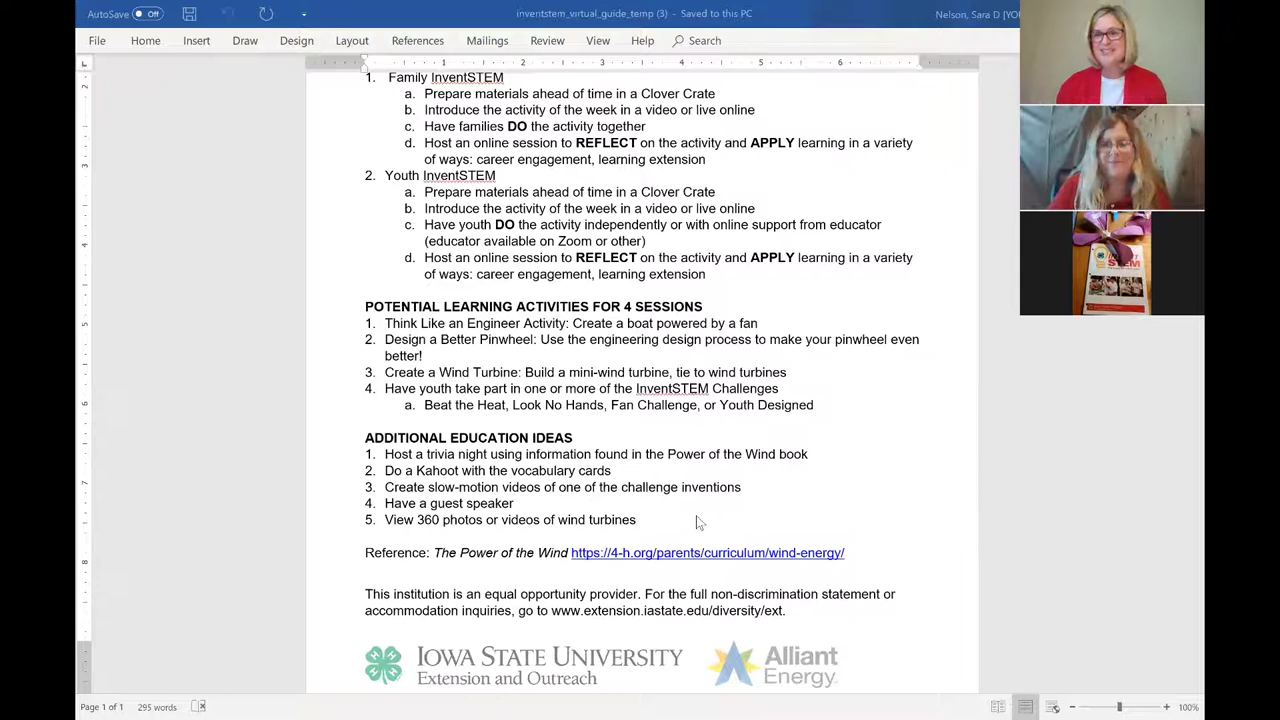 AutoSave Off inventstem_virtual_guide_temp (3) - Saved to this PC Nelson, Sara D
File Home Insert Draw Design Layout References Mailings Review View Help Search
1 2 3 4 5 6
1. Family InventSTEM
Prepare materials ahead of time in a Clover Crate
b. Introduce the activity of the week in a video or live online
c. Have families DO the activity together
Host an online session to REFLECT on the activity and APPLY learning in a variety
of ways: career engagement, learning extension
2. Youth InventSTEM
a. Prepare materials ahead of time in a Clover Crate
b. Introduce the activity of the week in a video or live online
Have youth DO the activity independently or with online support from educator
(educator available on Zoom or other)
d. Host an online session to REFLECT on the activity and APPLY learning in a variety
of ways: career engagement, learning extension
POTENTIAL LEARNING ACTIVITIES FOR 4 SESSIONS
1. Think Like an Engineer Activity: Create a boat powered by a fan
2. Design a Better Pinwheel: Use the engineering design process to make your pinwheel even
better!
3. Create a Wind Turbine: Build a mini-wind turbine, tie to wind turbines
4. Have youth take part in one or more of the InventSTEM Challenges
a. Beat the Heat, Look No Hands, Fan Challenge, or Youth Designed
ADDITIONAL EDUCATION IDEAS
1. Host a trivia night using information found in the Power of the Wind book
2. Do a Kahoot with the vocabulary cards
3. Create slow-motion videos of one of the challenge inventions
4. Have a guest speaker
5. View 360 photos or videos of wind turbines
Reference: The Power of the Wind https://4-h.org/parents/curriculum/wind-energy/
This institution is an equal opportunity provider. For the full non-discrimination statement or
accommodation inquiries, go to www.extension.iastate.edu/diversity/ext.
IOWA STATE UNIVERSITY
Extension and Outreach
Alliant
Energy
Page 1 of 1 295 words 100%